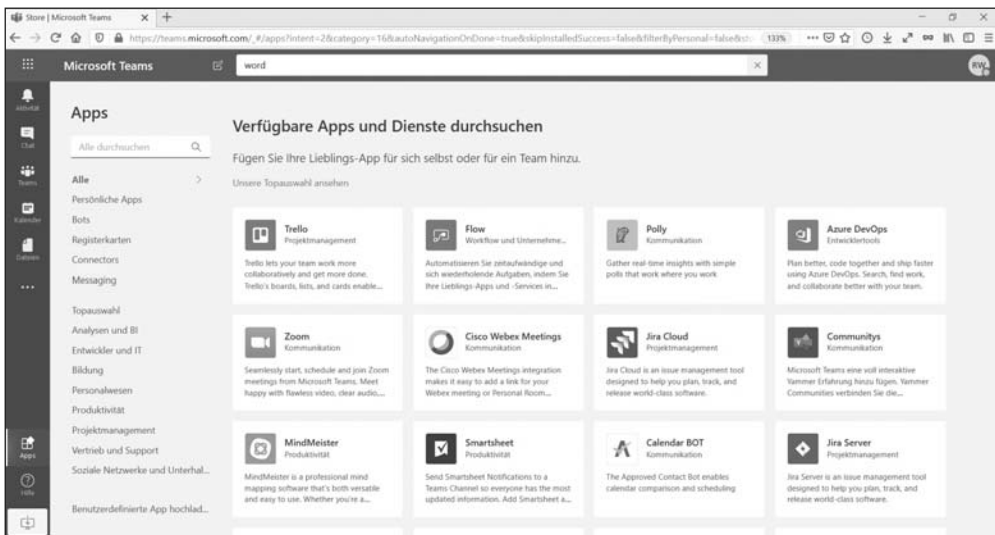 Store | Microsoft Teams
https://teams.microsoft.com/_#/apps?intent=2&category=16&autoNavigationOnDone=true&skipInstalledSuccess=false&filterByPersonal=false&st
133%
Microsoft Teams
word
RW
Aktivität
Chat
Teams
Kalender
Dateien
Apps
Hilfe
Apps
Alle durchsuchen
Alle
Persönliche Apps
Bots
Registerkarten
Connectors
Messaging
Topauswahl
Analysen und BI
Entwickler und IT
Bildung
Personalwesen
Produktivität
Projektmanagement
Vertrieb und Support
Soziale Netzwerke und Unterhal...
Benutzerdefinierte App hochlad...
Verfügbare Apps und Dienste durchsuchen
Fügen Sie Ihre Lieblings-App für sich selbst oder für ein Team hinzu.
Unsere Topauswahl ansehen
Trello
Projektmanagement
Trello lets your team work more
collaboratively and get more done.
Trello's boards, lists, and cards enable...
Flow
Workflow und Unternehme...
Automatisieren Sie zeitaufwändige und
sich wiederholende Aufgaben, indem Sie
Ihre Lieblings-Apps und -Services in...
Polly
Kommunikation
Gather real-time insights with simple
polls that work where you work
Azure DevOps
Entwicklertools
Plan better, code together and ship faster
using Azure DevOps. Search, find work,
and collaborate better with your team.
Zoom
Kommunikation
Seamlessly start, schedule and join Zoom
meetings from Microsoft Teams. Meet
happy with flawless video, clear audio,...
Cisco Webex Meetings
Kommunikation
The Cisco Webex Meetings integration
makes it easy to add a link for your
Webex meeting or Personal Room...
Jira Cloud
Projektmanagement
Jira Cloud is an issue management tool
designed to help you plan, track, and
release world-class software.
Communitys
Kommunikation
Microsoft Teams eine voll interaktive
Yammer Erfahrung hinzu fügen. Yammer
Communities verbinden Sie die...
MindMeister
Produktivität
MindMeister is a professional mind
mapping software that's both versatile
and easy to use. Whether you're a...
Smartsheet
Produktivität
Send Smartsheet Notifications to a
Teams Channel so everyone has the most
updated information. Add Smartsheet a...
Calendar BOT
Kommunikation
The Approved Contact Bot enables
calendar comparison and scheduling
Jira Server
Projektmanagement
Jira Server is an issue management tool
designed to help you plan, track, and
release world-class software.